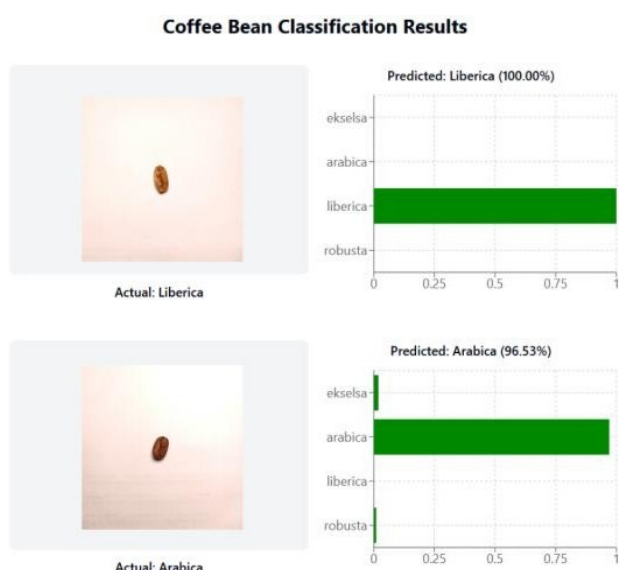 Coffee Bean Classification Results
Predicted: Liberica (100.00%)
ekselsa
arabica
liberica
robusta
0 0.25 0.5 0.75 1
Actual: Liberica
Predicted: Arabica (96.53%)
ekselsa
arabica
liberica
robusta
0 0.25 0.5 0.75 1
Actual: Arabica